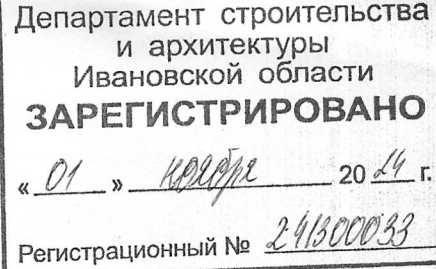 Департамент строительства
и архитектуры
Ивановской области
ЗАРЕГИСТРИРОВАНО
« 01 » ноября 20 24 г.
Регистрационный № 241300033